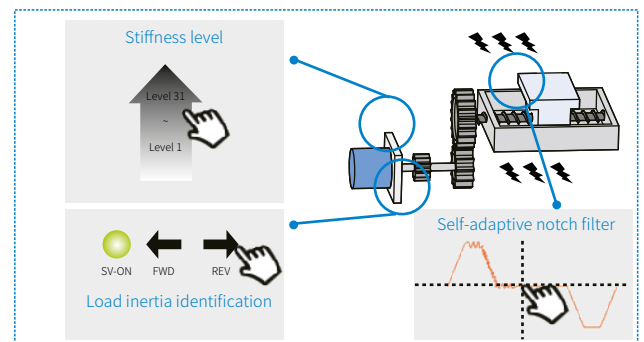 Stiffness level
Level 31
~
Level 1
SV-ON FWD REV
Load inertia identification
Self-adaptive notch filter